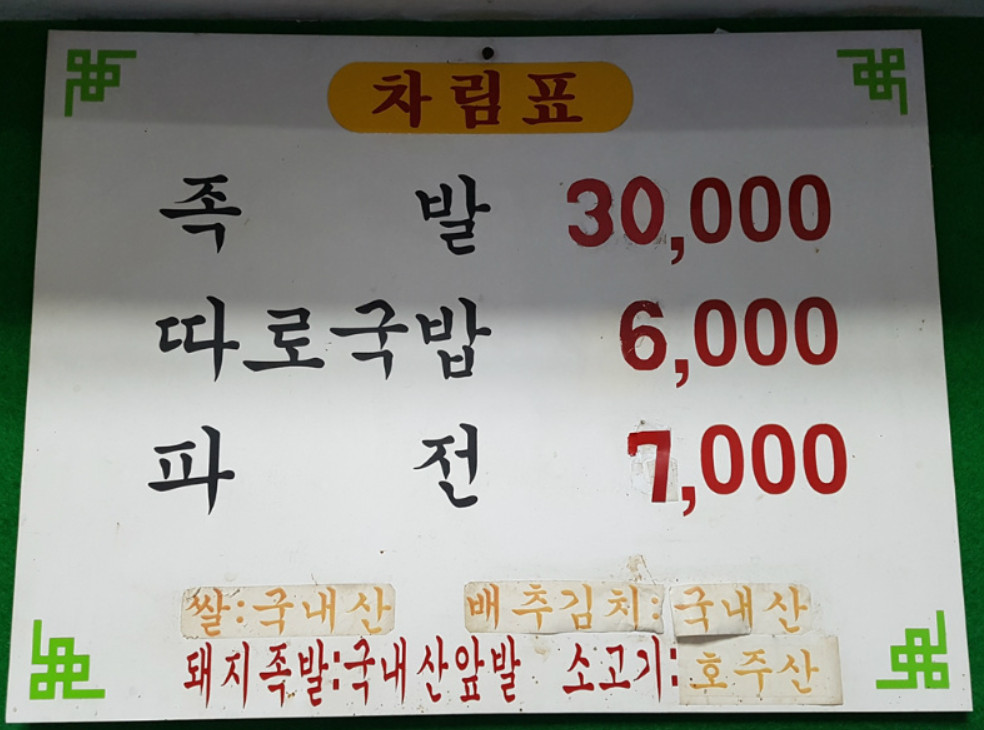 차림표
족 발 30,000
따로국밥 6,000
파 전 7,000
쌀:국내산 배추김치:국내산
돼지족발:국내산앞발 소고기:호주산